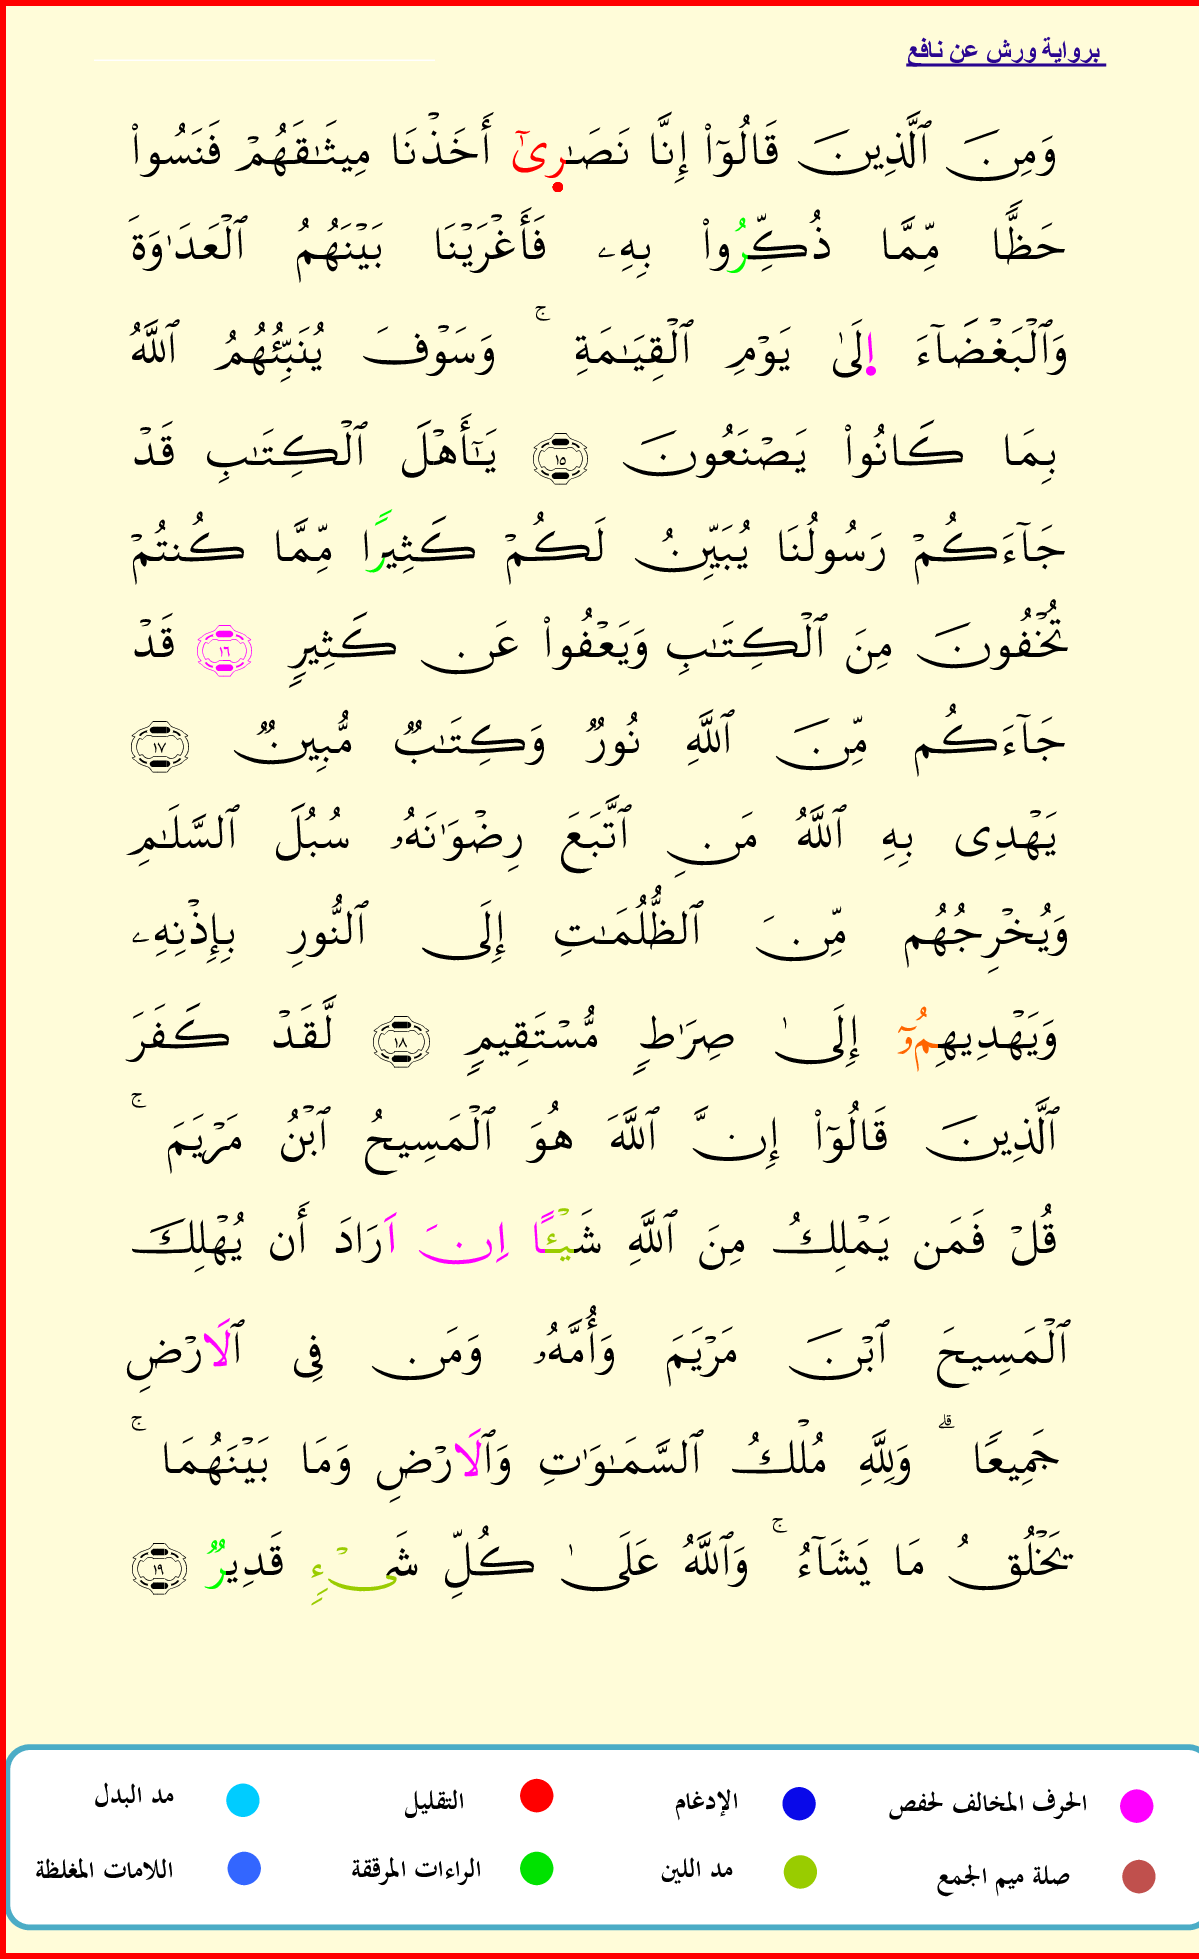 برواية ورش عن نافع
وَمِنَ ٱلَّذِينَ قَالُوٓاْ إِنَّا نَصَـٰرِىٰٓ أَخَذْنَا مِيثَـٰقَهُمْ فَنَسُواْ
حَظًّا مِّمَّا ذُكِّرُواْ بِهِۦ فَأَغْرَيْنَا بَيْنَهُمُ ٱلْعَدَٰوَةَ
وَٱلْبَغْضَآءَ اِلَىٰ يَوْمِ ٱلْقِيَـٰمَةِ ۚ وَسَوْفَ يُنَبِّئُهُمُ ٱللَّهُ
بِمَا كَانُواْ يَصْنَعُونَ ١٥ يَـٰٓأَهْلَ ٱلْكِتَـٰبِ قَدْ
جَآءَكُمْ رَسُولُنَا يُبَيِّنُ لَكُمْ كَثِيرًا مِّمَّا كُنتُمْ
تُخْفُونَ مِنَ ٱلْكِتَـٰبِ وَيَعْفُواْ عَن كَثِيرٍ ١٦ قَدْ
جَآءَكُم مِّنَ ٱللَّهِ نُورٌ وَكِتَـٰبٌ مُّبِينٌ ١٧
يَهْدِى بِهِ ٱللَّهُ مَنِ ٱتَّبَعَ رِضْوَٰنَهُۥ سُبُلَ ٱلسَّلَـٰمِ
وَيُخْرِجُهُم مِّنَ ٱلظُّلُمَـٰتِ إِلَى ٱلنُّورِ بِإِذْنِهِۦ
وَيَهْدِيهِمُۥٓ إِلَىٰ صِرَٰطٍ مُّسْتَقِيمٍ ١٨ لَّقَدْ كَفَرَ
ٱلَّذِينَ قَالُوٓاْ إِنَّ ٱللَّهَ هُوَ ٱلْمَسِيحُ ٱبْنُ مَرْيَمَ ۚ
قُلْ فَمَن يَمْلِكُ مِنَ ٱللَّهِ شَيْـًٔا اِنَ اَرَادَ أَن يُهْلِكَ
ٱلْمَسِيحَ ٱبْنَ مَرْيَمَ وَأُمَّهُۥ وَمَن فِى ٱلَارْضِ
جَمِيعًا ۗ وَلِلَّهِ مُلْكُ ٱلسَّمَـٰوَٰتِ وَٱلَارْضِ وَمَا بَيْنَهُمَا ۚ
يَخْلُقُ مَا يَشَآءُ ۚ وَٱللَّهُ عَلَىٰ كُلِّ شَىْءٍ قَدِيرٌ ١٩
الحرف المخالف لحفص الإدغام التقليل مد البدل
صلة ميم الجمع مد اللين الراءات المرققة اللامات المغلظة